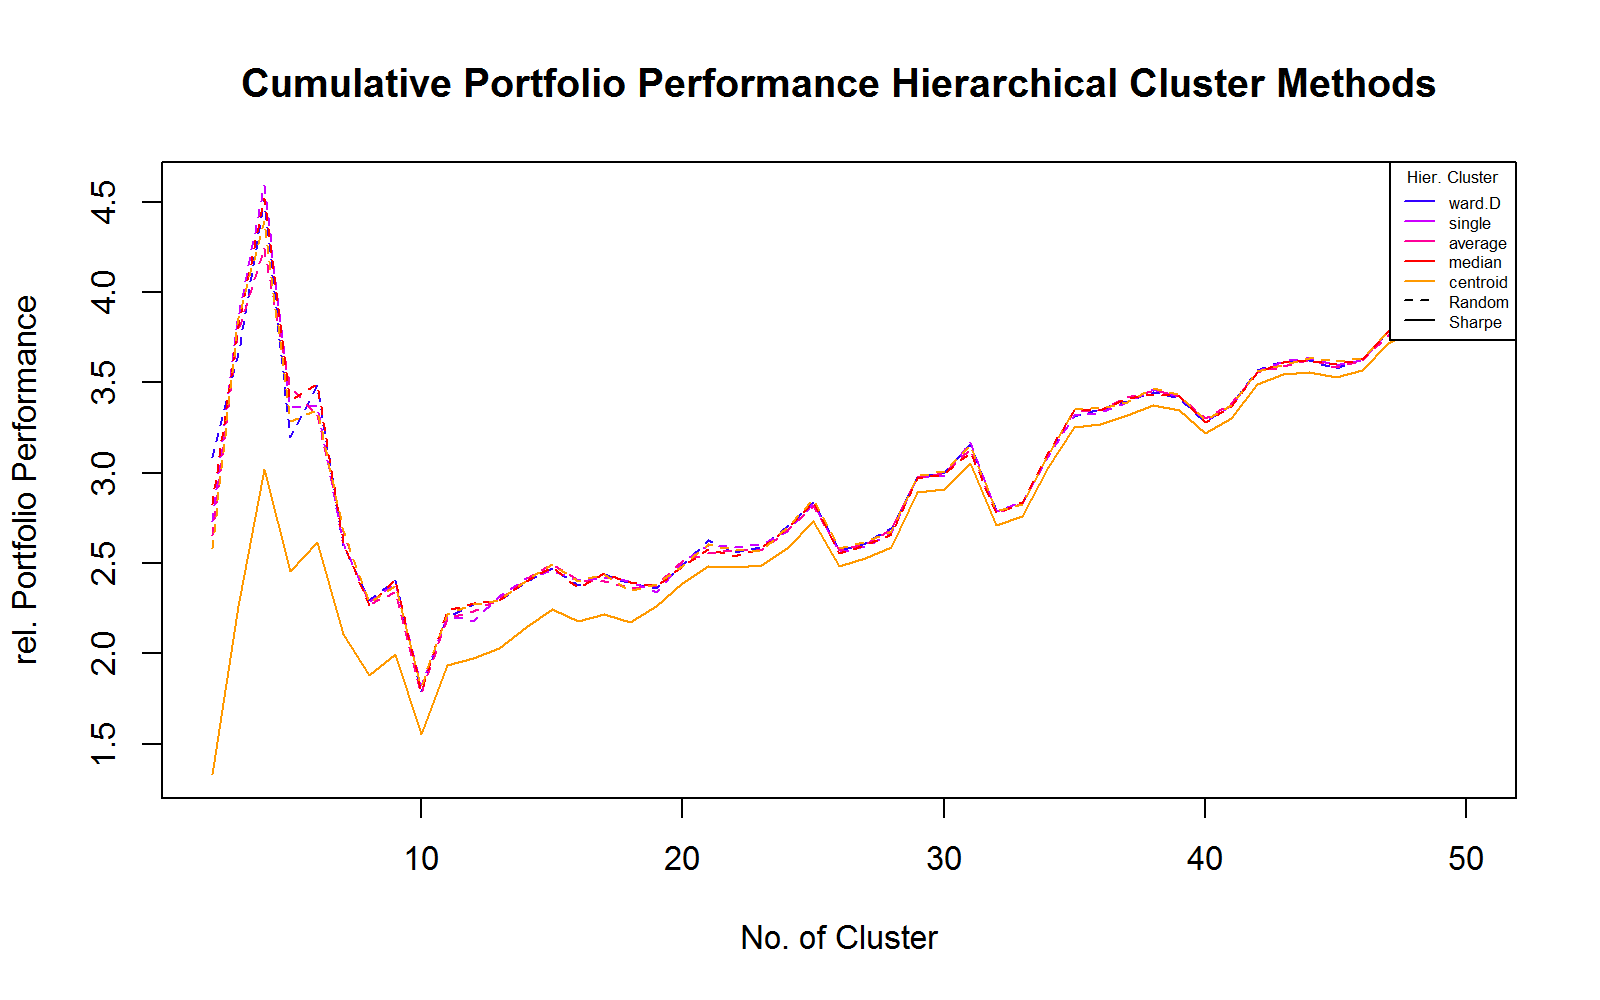 Cumulative Portfolio Performance Hierarchical Cluster Methods
rel. Portfolio Performance
4.5
4.0
3.5
3.0
2.5
2.0
1.5
Hier. Cluster
ward.D
single
average
median
centroid
Random
Sharpe
10 20 30 40 50
No. of Cluster